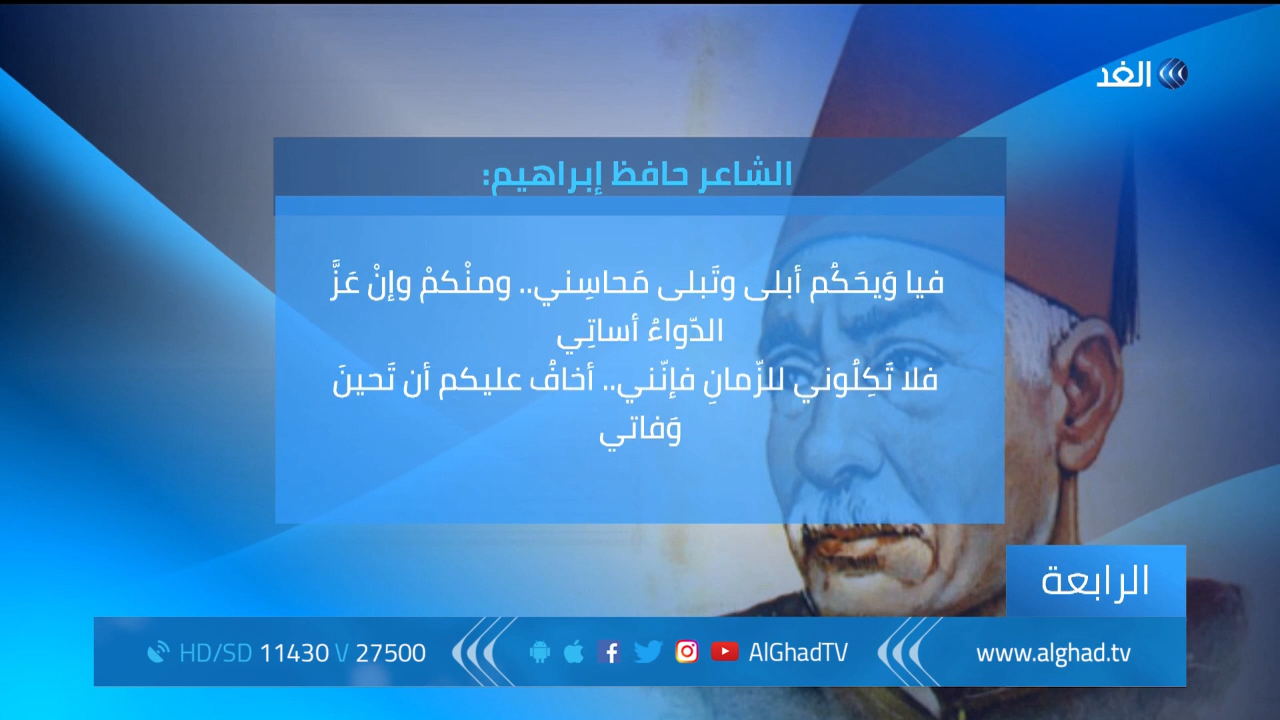 الغد
الشاعر حافظ إبراهيم:
فيا وَيحَكُم أبلى وتَبلى مَحاسِني.. ومنْكمْ وإنْ عَزَّ
الدّواءُ أساتِي
فلا تَكِلُوني للزّمانِ فإنّني.. أخافُ عليكم أن تَحينَ
وَفاتي
الرابعة
HD/SD 11430 V 27500
AlGhadTV
www.alghad.tv